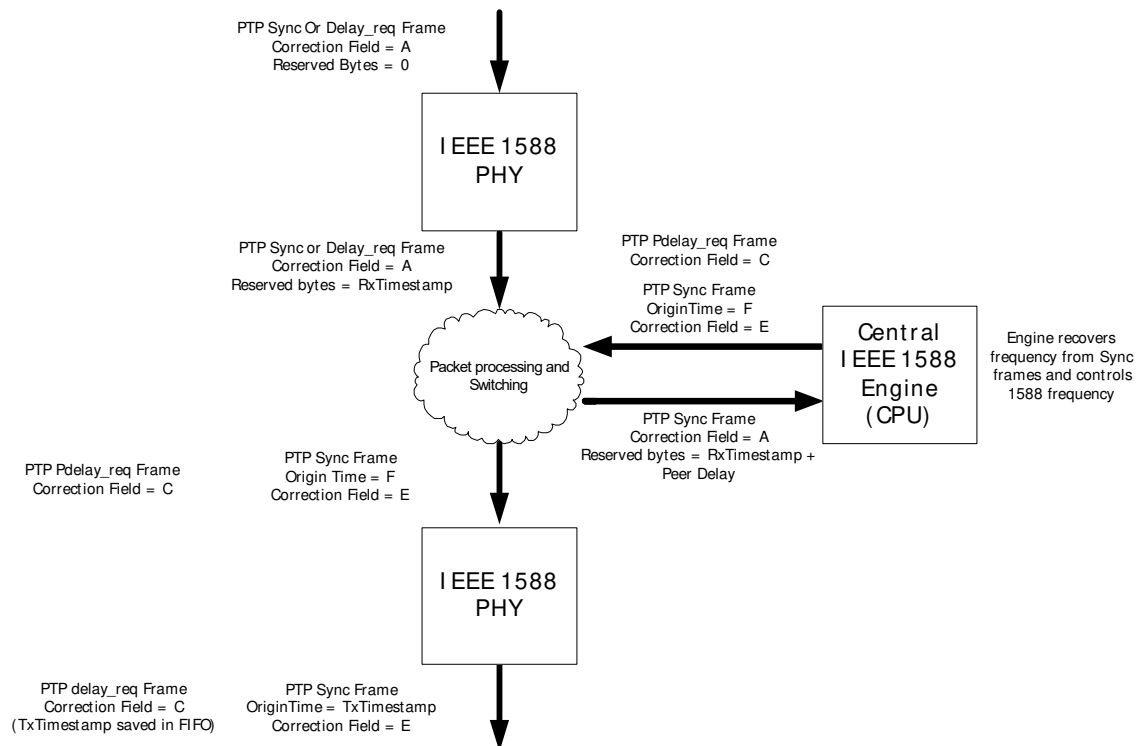 PTP Sync Or Delay_req Frame
Correction Field = A
Reserved Bytes = 0
IEEE 1588
PHY
PTP Sync or Delay_req Frame
Correction Field = A
Reserved bytes = RxTimestamp
PTP Pdelay_req Frame
Correction Field = C
PTP Sync Frame
OriginTime = F
Correction Field = E
Central
IEEE 1588
Engine
(CPU)
Engine recovers
frequency from Sync
frames and controls
1588 frequency
Packet processing and
Switching
PTP Sync Frame
Correction Field = A
Reserved bytes = RxTimestamp +
Peer Delay
PTP Pdelay_req Frame
Correction Field = C
PTP Sync Frame
Origin Time = F
Correction Field = E
IEEE 1588
PHY
PTP delay_req Frame
Correction Field = C
(TxTimestamp saved in FIFO)
PTP Sync Frame
OriginTime = TxTimestamp
Correction Field = E